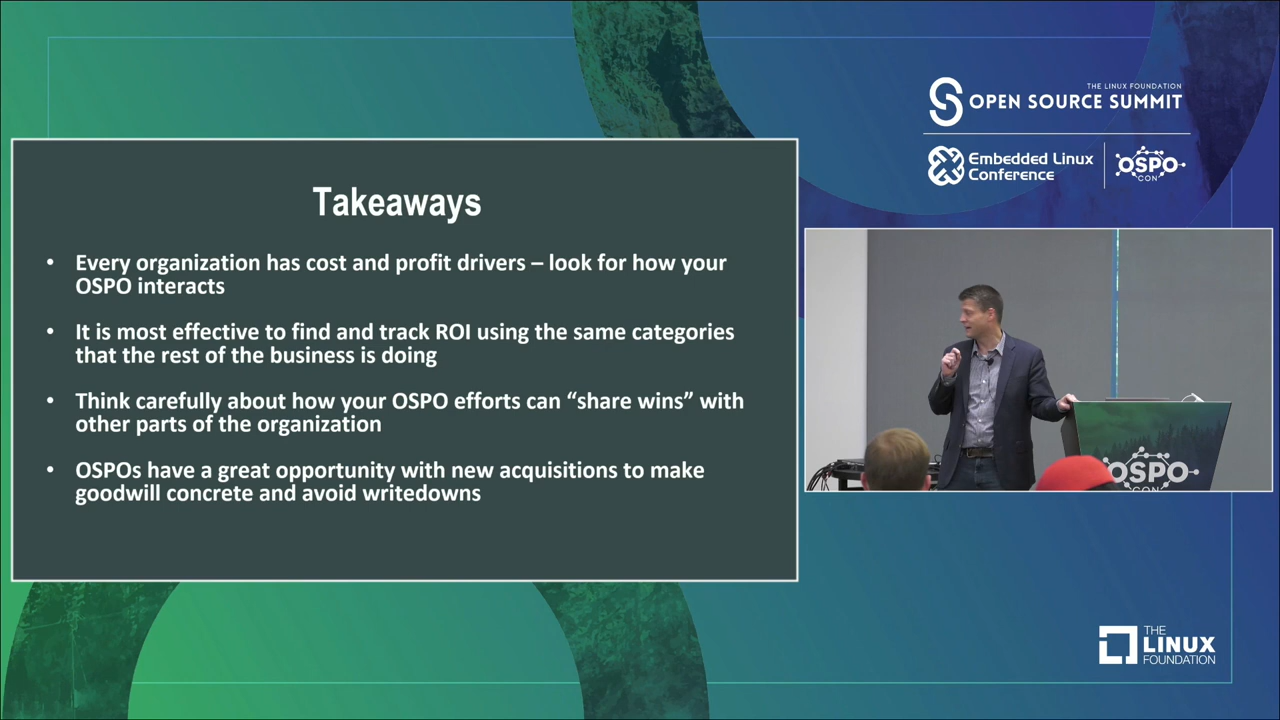 THE LINUX FOUNDATION
OPEN SOURCE SUMMIT
Embedded Linux
Conference
OSPO
CON
Takeaways
• Every organization has cost and profit drivers – look for how your
OSPO interacts
• It is most effective to find and track ROI using the same categories
that the rest of the business is doing
• Think carefully about how your OSPO efforts can “share wins” with
other parts of the organization
• OSPOs have a great opportunity with new acquisitions to make
goodwill concrete and avoid writedowns
OSPO
CON
THE
LINUX
FOUNDATION